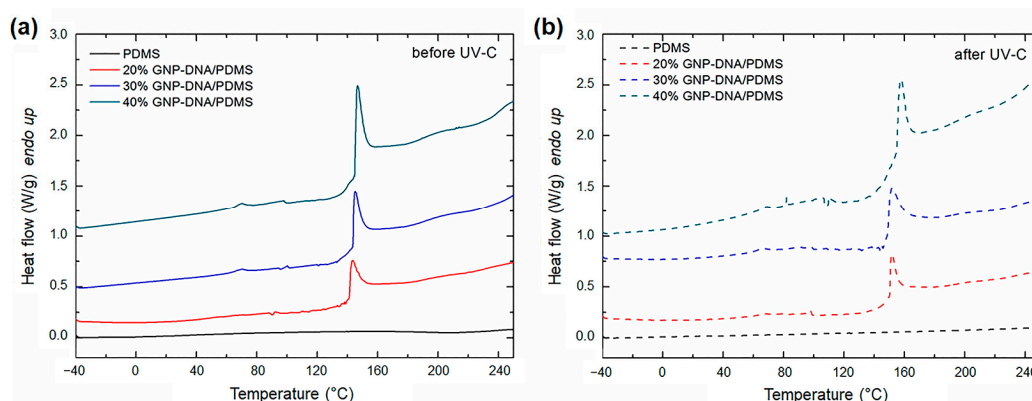 (a)
3.0
2.5
2.0
1.5
1.0
0.5
0.0
Heat flow (W/g) endo up
PDMS
20% GNP-DNA/PDMS
30% GNP-DNA/PDMS
40% GNP-DNA/PDMS
before UV-C
-40 0 40 80 120 160 200 240
Temperature (°C)
(b)
3.0
2.5
2.0
1.5
1.0
0.5
0.0
Heat flow (W/g) endo up
PDMS
20% GNP-DNA/PDMS
30% GNP-DNA/PDMS
40% GNP-DNA/PDMS
after UV-C
-40 0 40 80 120 160 200 240
Temperature (°C)